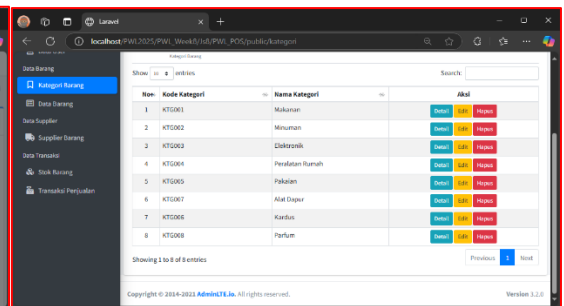 Laravel
localhost/PWL2025/PWL_Week8/Js8/PWL_POS/public/kategori
Data Barang
Kategori Barang
Data Barang
Data Supplier
Supplier Barang
Data Transaksi
Stok Barang
Transaksi Penjualan
Kategori Barang
Show 10 entries
Search:
No Kode Kategori Nama Kategori Aksi
1 KTG001 Makanan Detail Edit Hapus
2 KTG002 Minuman Detail Edit Hapus
3 KTG003 Elektronik Detail Edit Hapus
4 KTG004 Peralatan Rumah Detail Edit Hapus
5 KTG005 Pakaian Detail Edit Hapus
6 KTG007 Alat Dapur Detail Edit Hapus
7 KTG006 Kardus Detail Edit Hapus
8 KTG008 Parfum Detail Edit Hapus
Showing 1 to 8 of 8 entries
Previous 1 Next
Copyright © 2014-2021 AdminLTE.io. All rights reserved.
Version 3.2.0